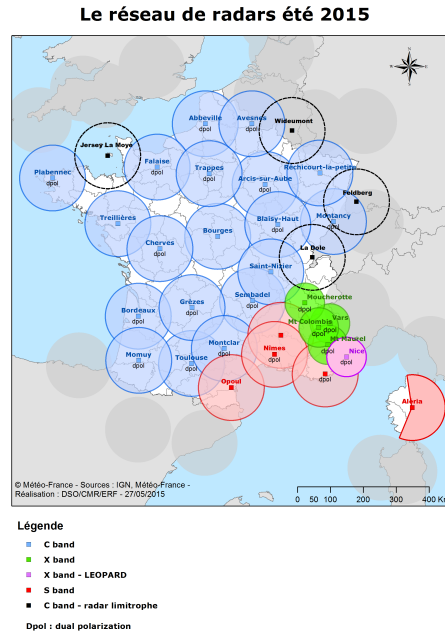 Le réseau de radars été 2015
Abbeville
dpol
Avesnes
dpol
Wideumont
Jersey La Moye
Plabennec
dpol
Falaise
Trappes
dpol
Arcis-sur-Aube
dpol
Réchicourt-la-petite
Feldberg
Treillières
Cherves
Bourges
Blaisy-Haut
dpol
Montancy
dpol
La Dole
Saint-Nizier
Sembadel
dpol
Moucherotte
dpol
Bordeaux
dpol
Grèzes
dpol
Mt Colombis
dpol
Vars
dpol
Mt Maurel
dpol
Nice
dpol
Momuy
dpol
Toulouse
dpol
Montclar
dpol
Nîmes
dpol
dpol
Opoul
Aléria
© Météo-France - Sources : IGN, Météo-France -
Réalisation : DSO/CMR/ERF - 27/05/2015
0 50 100 200 300 400
Légende
C band
X band
X band - LEOPARD
S band
C band - radar limitrophe
Dpol : dual polarization